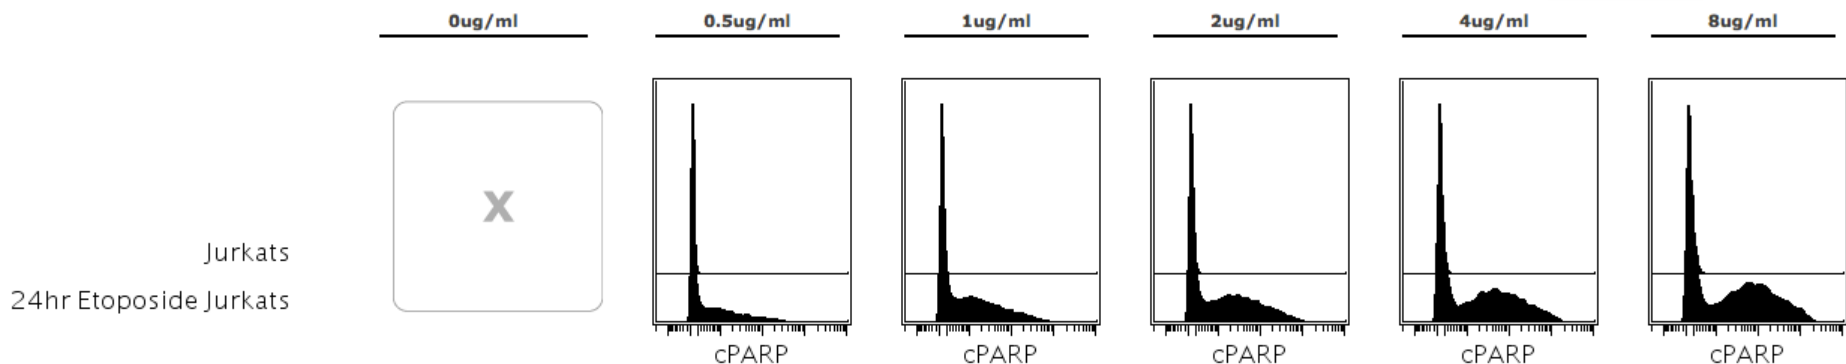 0ug/ml 0.5ug/ml 1ug/ml 2ug/ml 4ug/ml 8ug/ml
X
Jurkats
24hr Etoposide Jurkats
cPARP cPARP cPARP cPARP cPARP